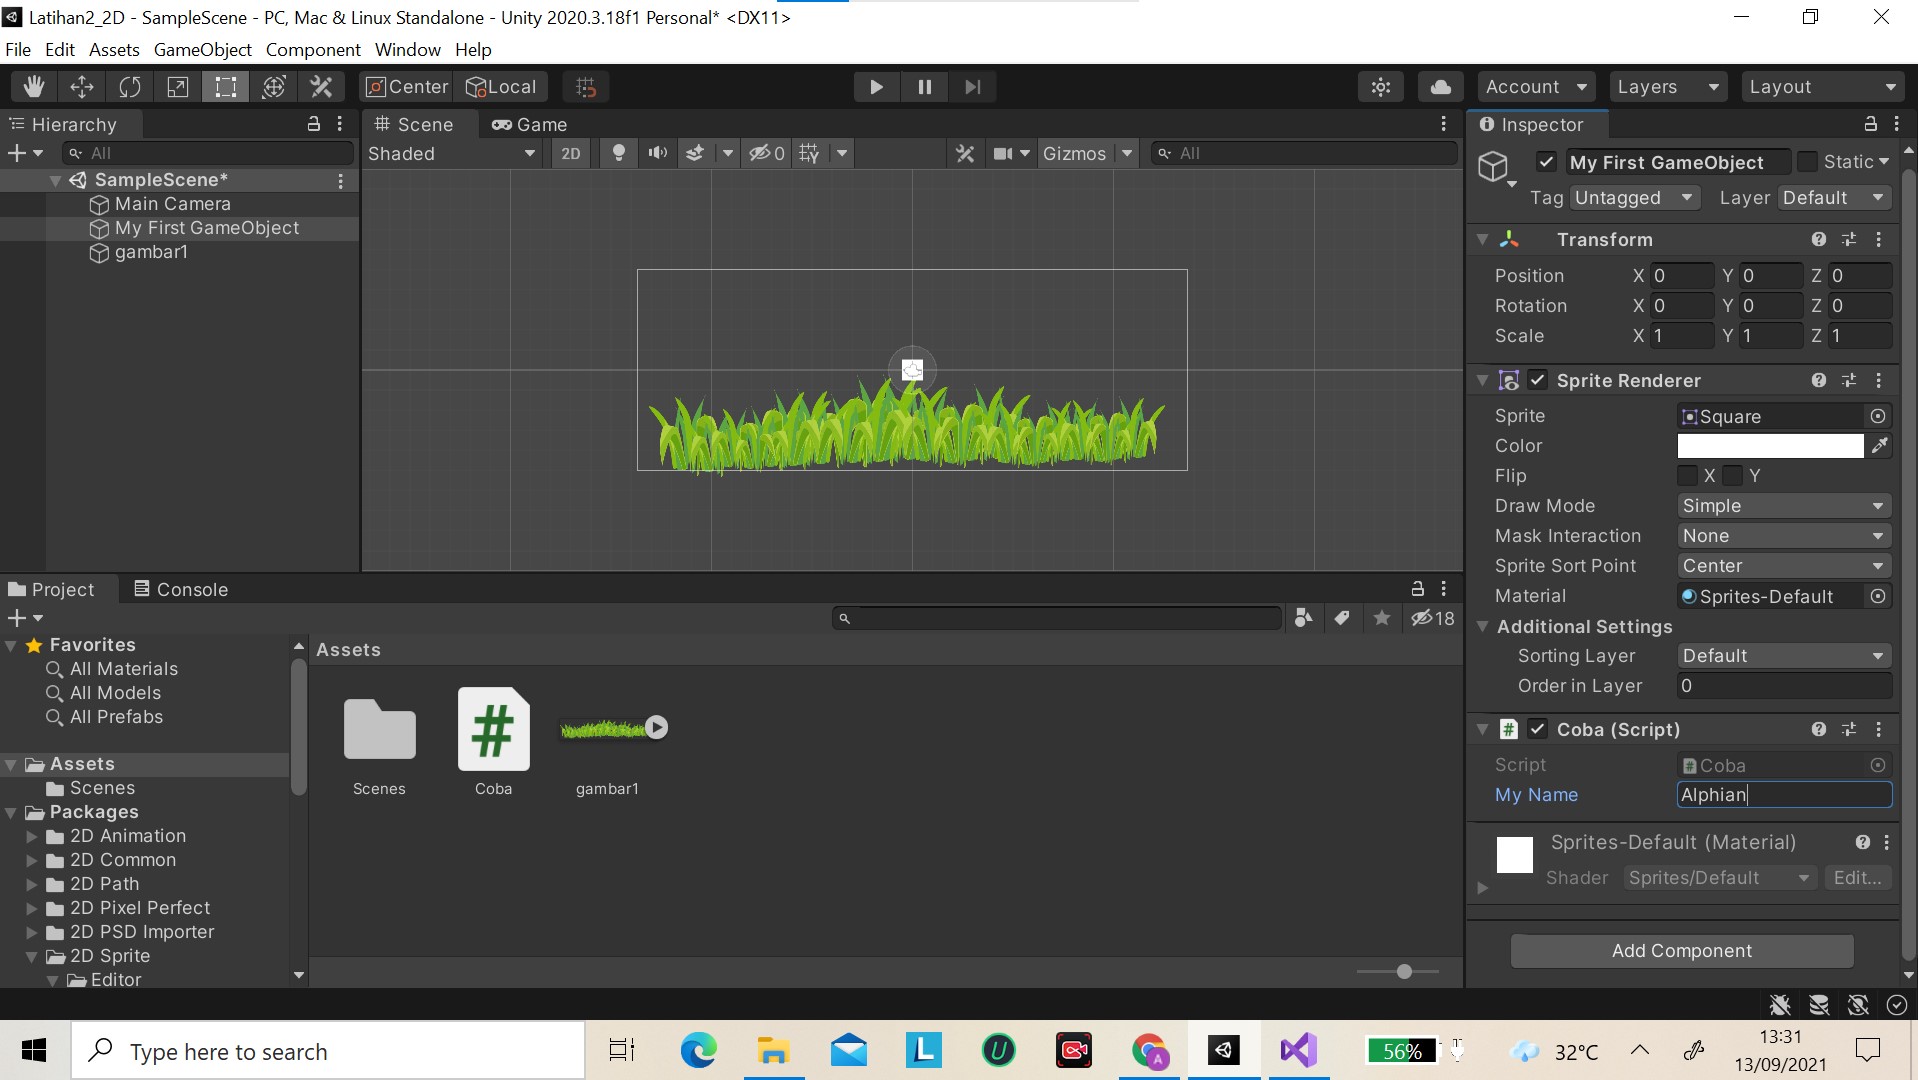 Latihan2_2D - SampleScene - PC, Mac & Linux Standalone - Unity 2020.3.18f1 Personal* <DX11>
File Edit Assets GameObject Component Window Help
Center Local Account Layers Layout
Hierarchy
All
SampleScene*
Main Camera
My First GameObject
gambar1
Scene Game
Shaded 2D 0 Gizmos All
Inspector
My First GameObject Static
Tag Untagged Layer Default
Transform
Position X 0 Y 0 Z 0
Rotation X 0 Y 0 Z 0
Scale X 1 Y 1 Z 1
Sprite Renderer
Sprite Square
Color
Flip X Y
Draw Mode Simple
Mask Interaction None
Sprite Sort Point Center
Material Sprites-Default
Additional Settings
Sorting Layer Default
Order in Layer 0
# Coba (Script)
Script # Coba
My Name Alphian
Sprites-Default (Material)
Shader Sprites/Default Edit...
Add Component
Project Console
18
Favorites
All Materials
All Models
All Prefabs
Assets
Scenes
Packages
2D Animation
2D Common
2D Path
2D Pixel Perfect
2D PSD Importer
2D Sprite
Editor
Assets
#
Scenes Coba gambar1
Type here to search
L U A
56%
32°C
13:31
13/09/2021